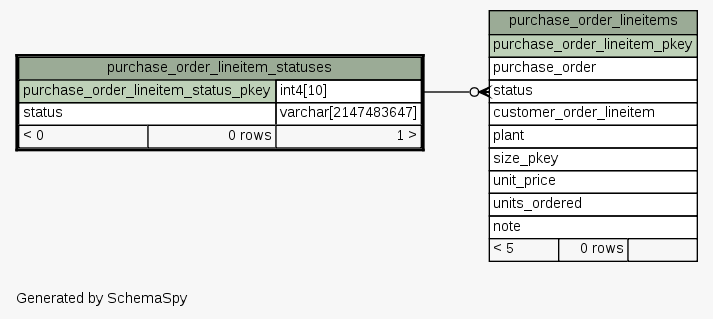 purchase_order_lineitem_statuses
purchase_order_lineitem_status_pkey int4[10]
status varchar[2147483647]
< 0 0 rows 1 >
purchase_order_lineitems
purchase_order_lineitem_pkey
purchase_order
status
customer_order_lineitem
plant
size_pkey
unit_price
units_ordered
note
< 5 0 rows
Generated by SchemaSpy